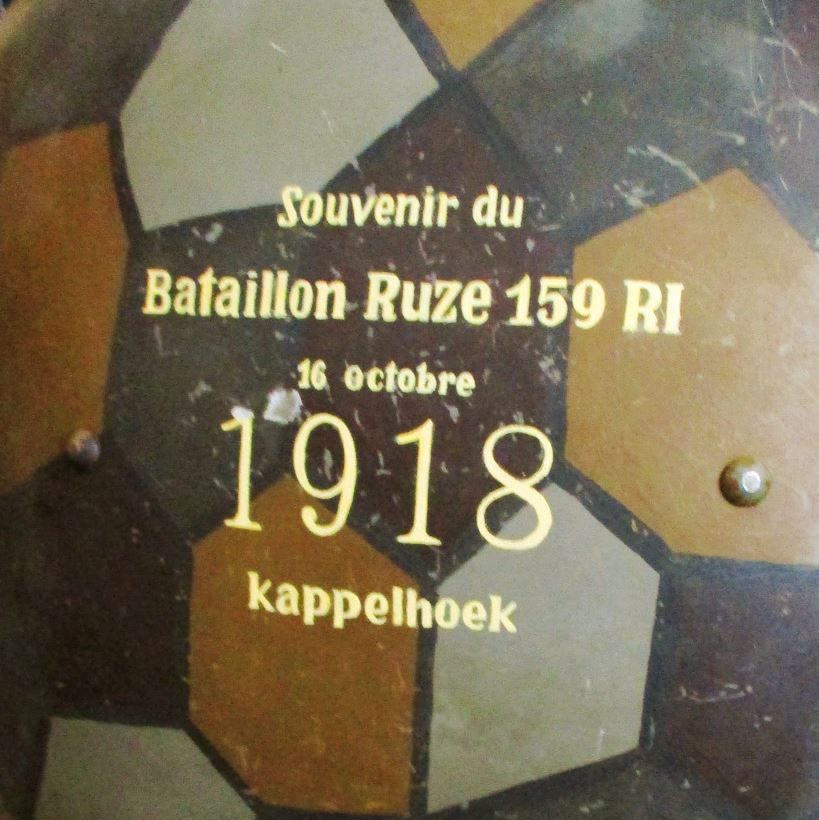 Souvenir du
Bataillon Ruze 159 RI
16 octobre
1918
kappelhoek